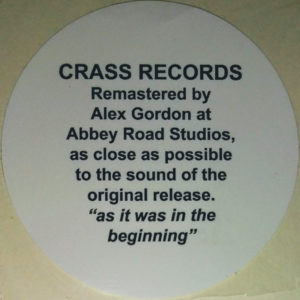 CRASS RECORDS
Remastered by
Alex Gordon at
Abbey Road Studios,
as close as possible
to the sound of the
original release.
“as it was in the
beginning”